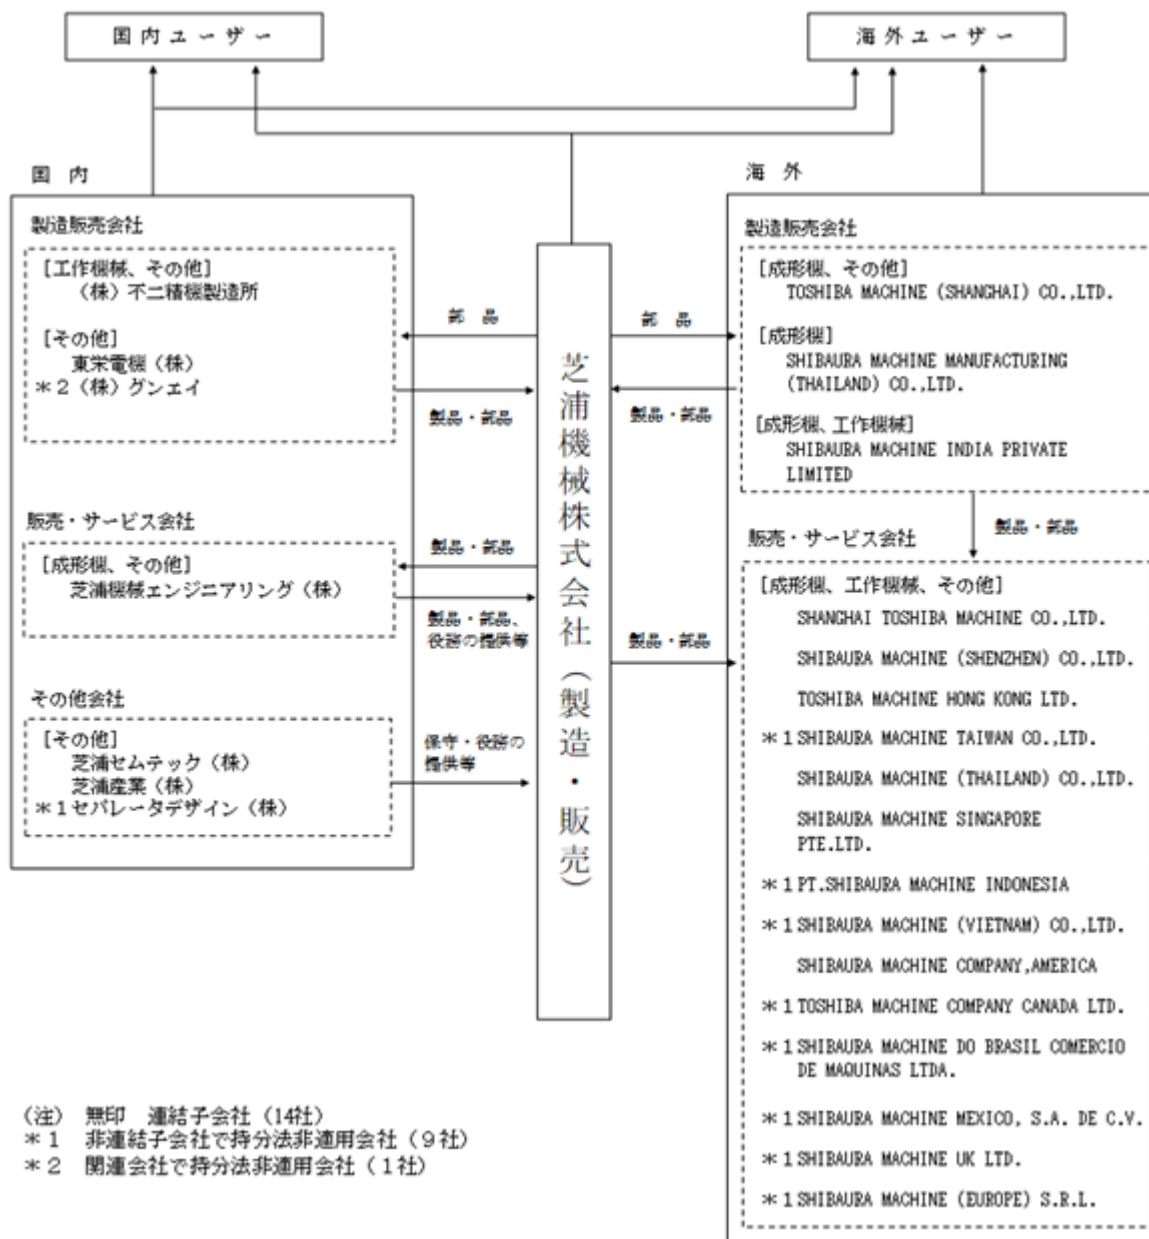 国内ユーザー
海外ユーザー
国 内
製造販売会社
[工作機械、その他]
(株)不二精機製造所
[その他]
東栄電機(株)
*2(株)グンエイ
販売・サービス会社
[成形機、その他]
芝浦機械エンジニアリング(株)
その他会社
[その他]
芝浦セムテック(株)
芝浦産業(株)
*1セパレータデザイン(株)
部 品
製品・部品
製品・部品
製品・部品、
役務の提供等
保守・役務の
提供等
芝浦機械株式会社(製造・販売)
部 品
製品・部品
製品・部品
海 外
製造販売会社
[成形機、その他]
TOSHIBA MACHINE (SHANGHAI) CO.,LTD.
[成形機]
SHIBAURA MACHINE MANUFACTURING
(THAILAND) CO.,LTD.
[成形機、工作機械]
SHIBAURA MACHINE INDIA PRIVATE
LIMITED
製品・部品
販売・サービス会社
[成形機、工作機械、その他]
SHANGHAI TOSHIBA MACHINE CO.,LTD.
SHIBAURA MACHINE (SHENZHEN) CO.,LTD.
TOSHIBA MACHINE HONG KONG LTD.
*1SHIBAURA MACHINE TAIWAN CO.,LTD.
SHIBAURA MACHINE (THAILAND) CO.,LTD.
SHIBAURA MACHINE SINGAPORE
PTE.LTD.
*1PT.SHIBAURA MACHINE INDONESIA
*1SHIBAURA MACHINE (VIETNAM) CO.,LTD.
SHIBAURA MACHINE COMPANY,AMERICA
*1TOSHIBA MACHINE COMPANY CANADA LTD.
*1SHIBAURA MACHINE DO BRASIL COMERCIO
DE MAQUINAS LTDA.
*1SHIBAURA MACHINE MEXICO, S.A. DE C.V.
*1SHIBAURA MACHINE UK LTD.
*1SHIBAURA MACHINE (EUROPE) S.R.L.
(注) 無印 連結子会社(14社)
*1 非連結子会社で持分法非適用会社(9社)
*2 関連会社で持分法非適用会社(1社)